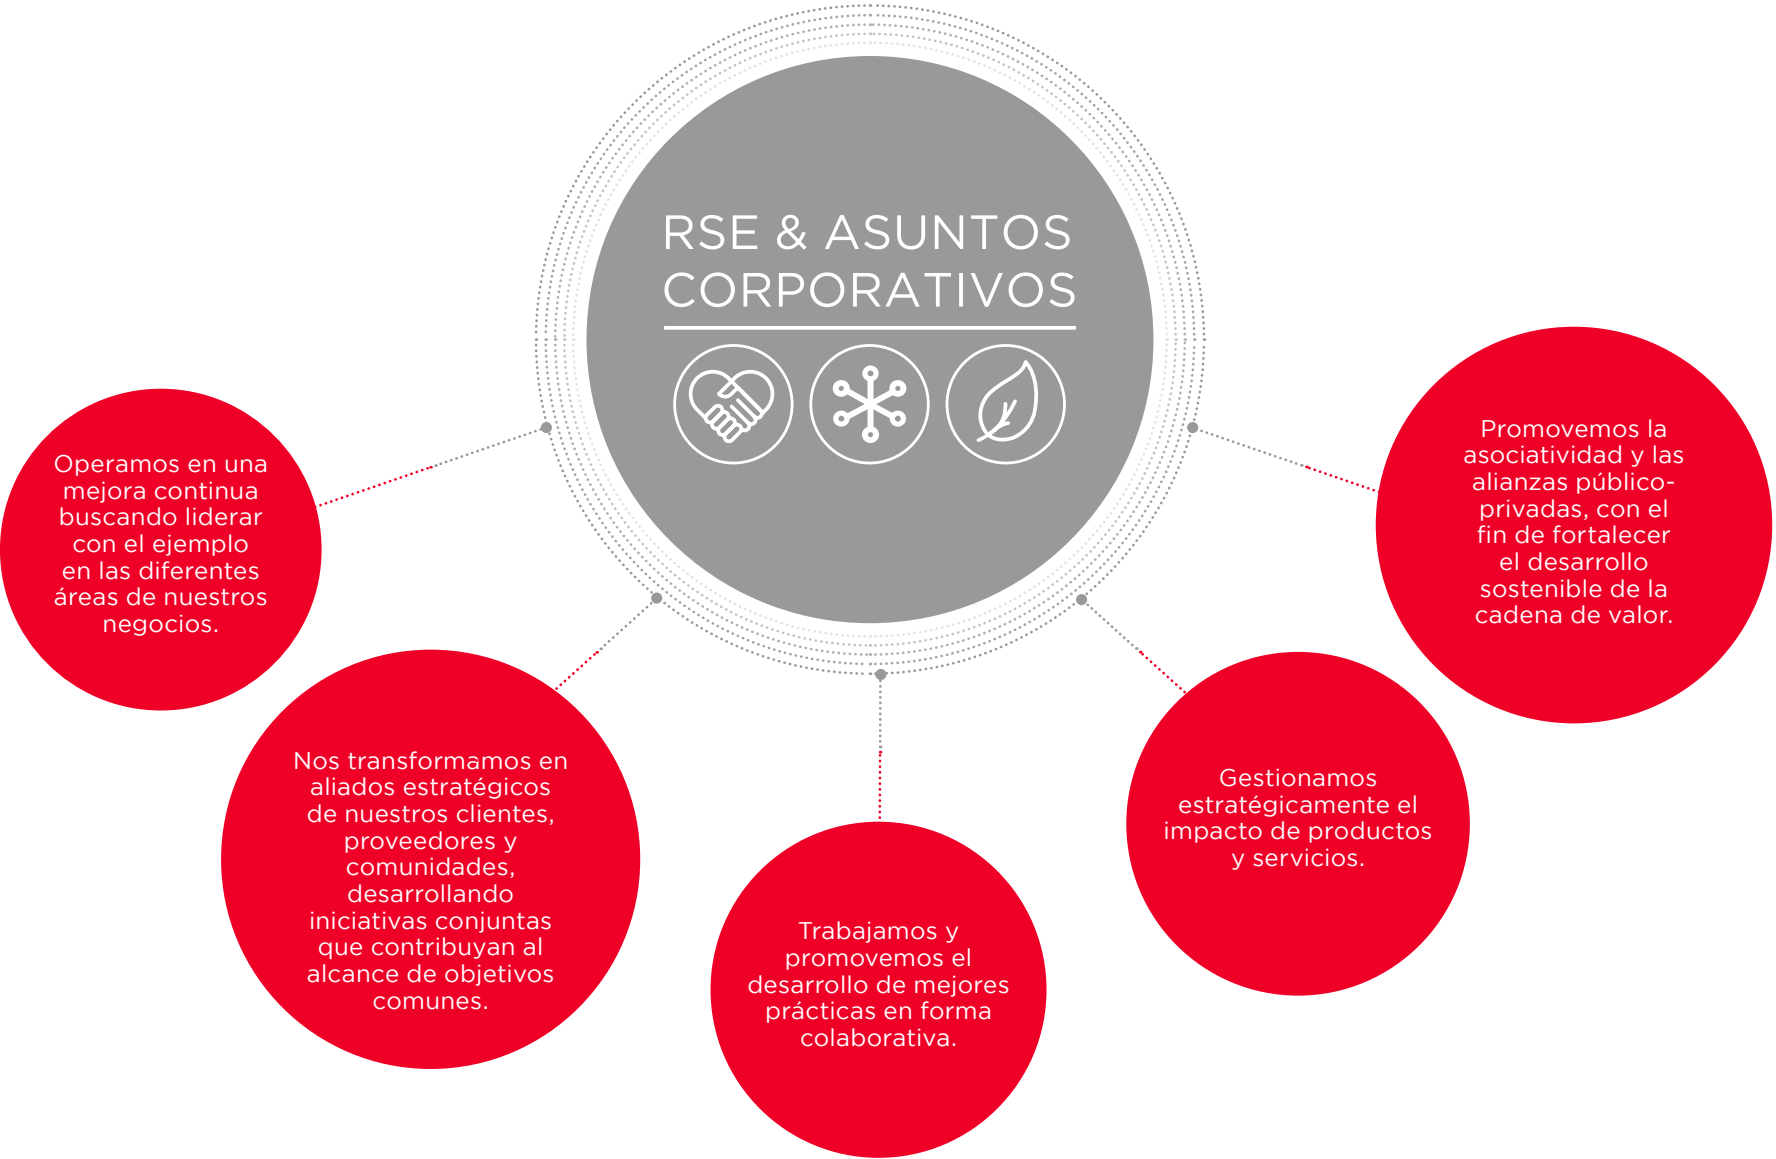 RSE & ASUNTOS
CORPORATIVOS
Operamos en una
mejora continua
buscando liderar
con el ejemplo
en las diferentes
áreas de nuestros
negocios.
Nos transformamos en
aliados estratégicos
de nuestros clientes,
proveedores y
comunidades,
desarrollando
iniciativas conjuntas
que contribuyan al
alcance de objetivos
comunes.
Trabajamos y
promovemos el
desarrollo de mejores
prácticas en forma
colaborativa.
Gestionamos
estratégicamente el
impacto de productos
y servicios.
Promovemos la
asociatividad y las
alianzas público-
privadas, con el
fin de fortalecer
el desarrollo
sostenible de la
cadena de valor.